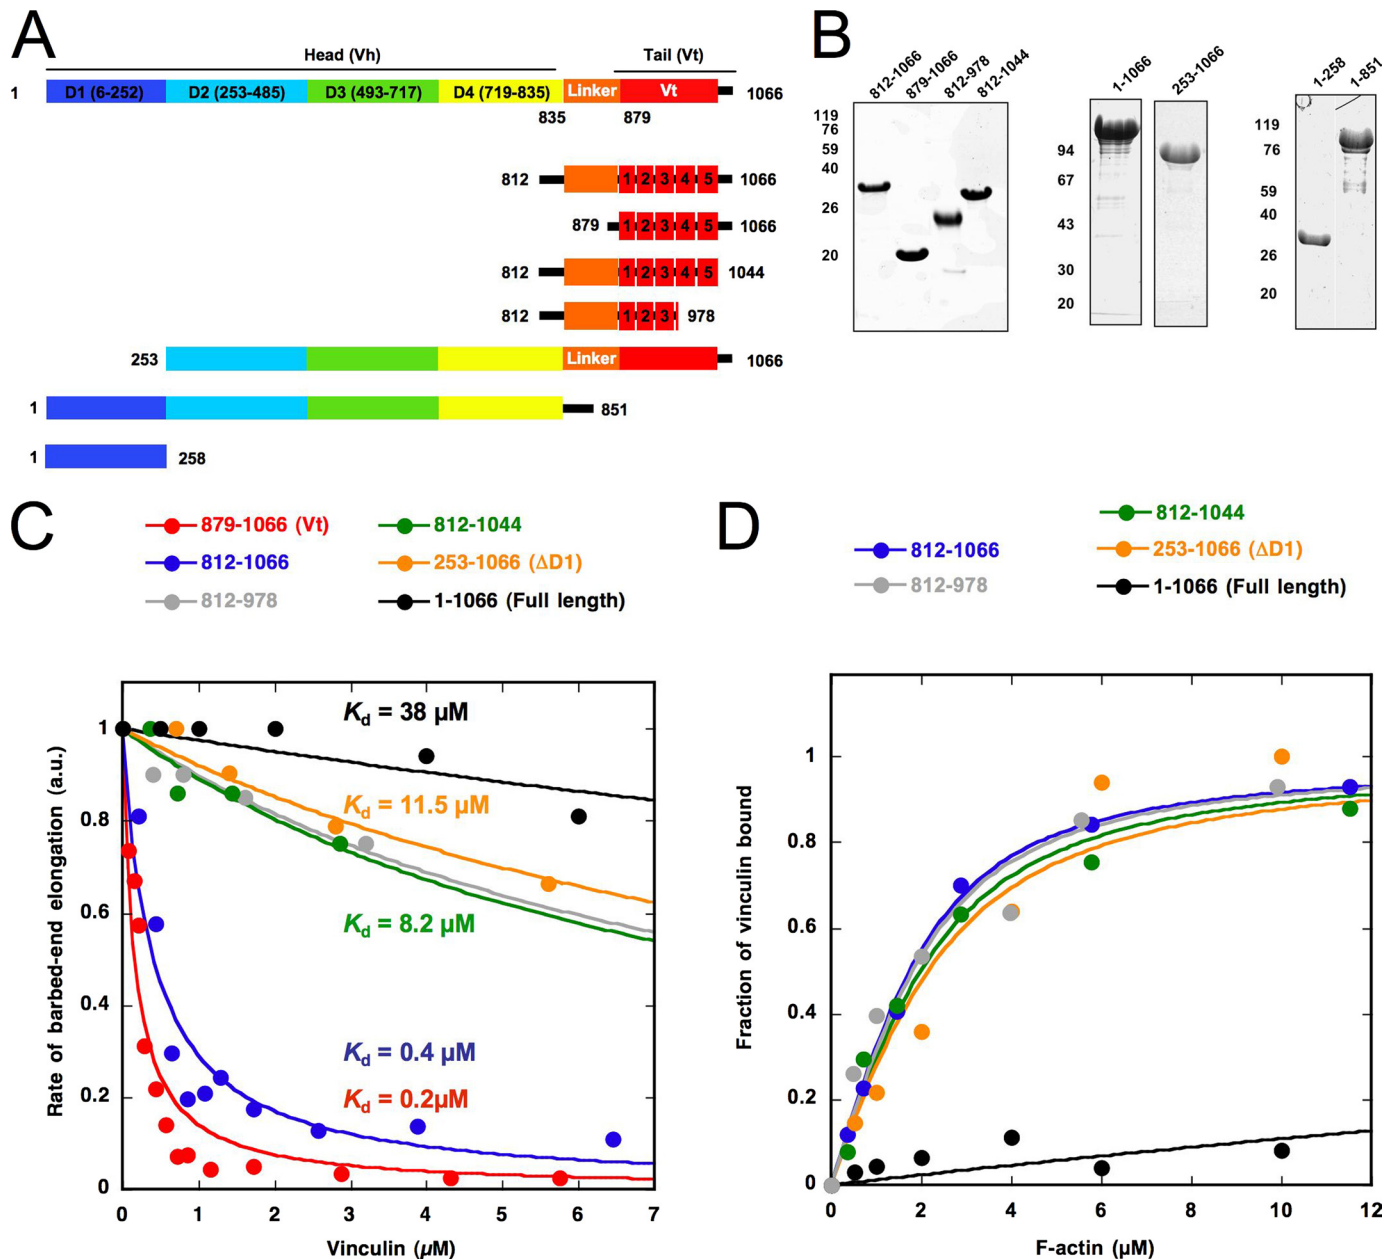 A
Head (Vh)
Tail (Vt)
1
D1 (6-252)
D2 (253-485)
D3 (493-717)
D4 (719-835)
Linker
Vt
1066
835
879
812
1 2 3 4 5
1066
879
1 2 3 4 5
1066
812
1 2 3 4 5
1044
812
1 2 3
978
253
Linker
1066
1
851
1
258
B
812-1066
879-1066
812-978
812-1044
119
76
59
40
26
20
1-1066
253-1066
94
67
43
30
20
1-258
1-851
119
76
59
40
26
20
C
879-1066 (Vt)
812-1066
812-978
812-1044
253-1066 (ΔD1)
1-1066 (Full length)
Kd = 38 µM
Kd = 11.5 µM
Kd = 8.2 µM
Kd = 0.4 µM
Kd = 0.2µM
Rate of barbed-end elongation (a.u.)
1
0.8
0.6
0.4
0.2
0
0 1 2 3 4 5 6 7
Vinculin (µM)
D
812-1066
812-978
812-1044
253-1066 (ΔD1)
1-1066 (Full length)
Fraction of vinculin bound
1
0.8
0.6
0.4
0.2
0
0 2 4 6 8 10 12
F-actin (µM)